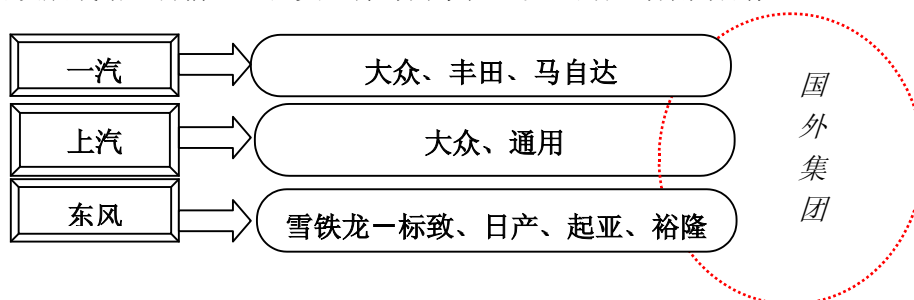 一汽
大众、丰田、马自达
上汽
大众、通用
东风
雪铁龙－标致、日产、起亚、裕隆
国
外
集
团